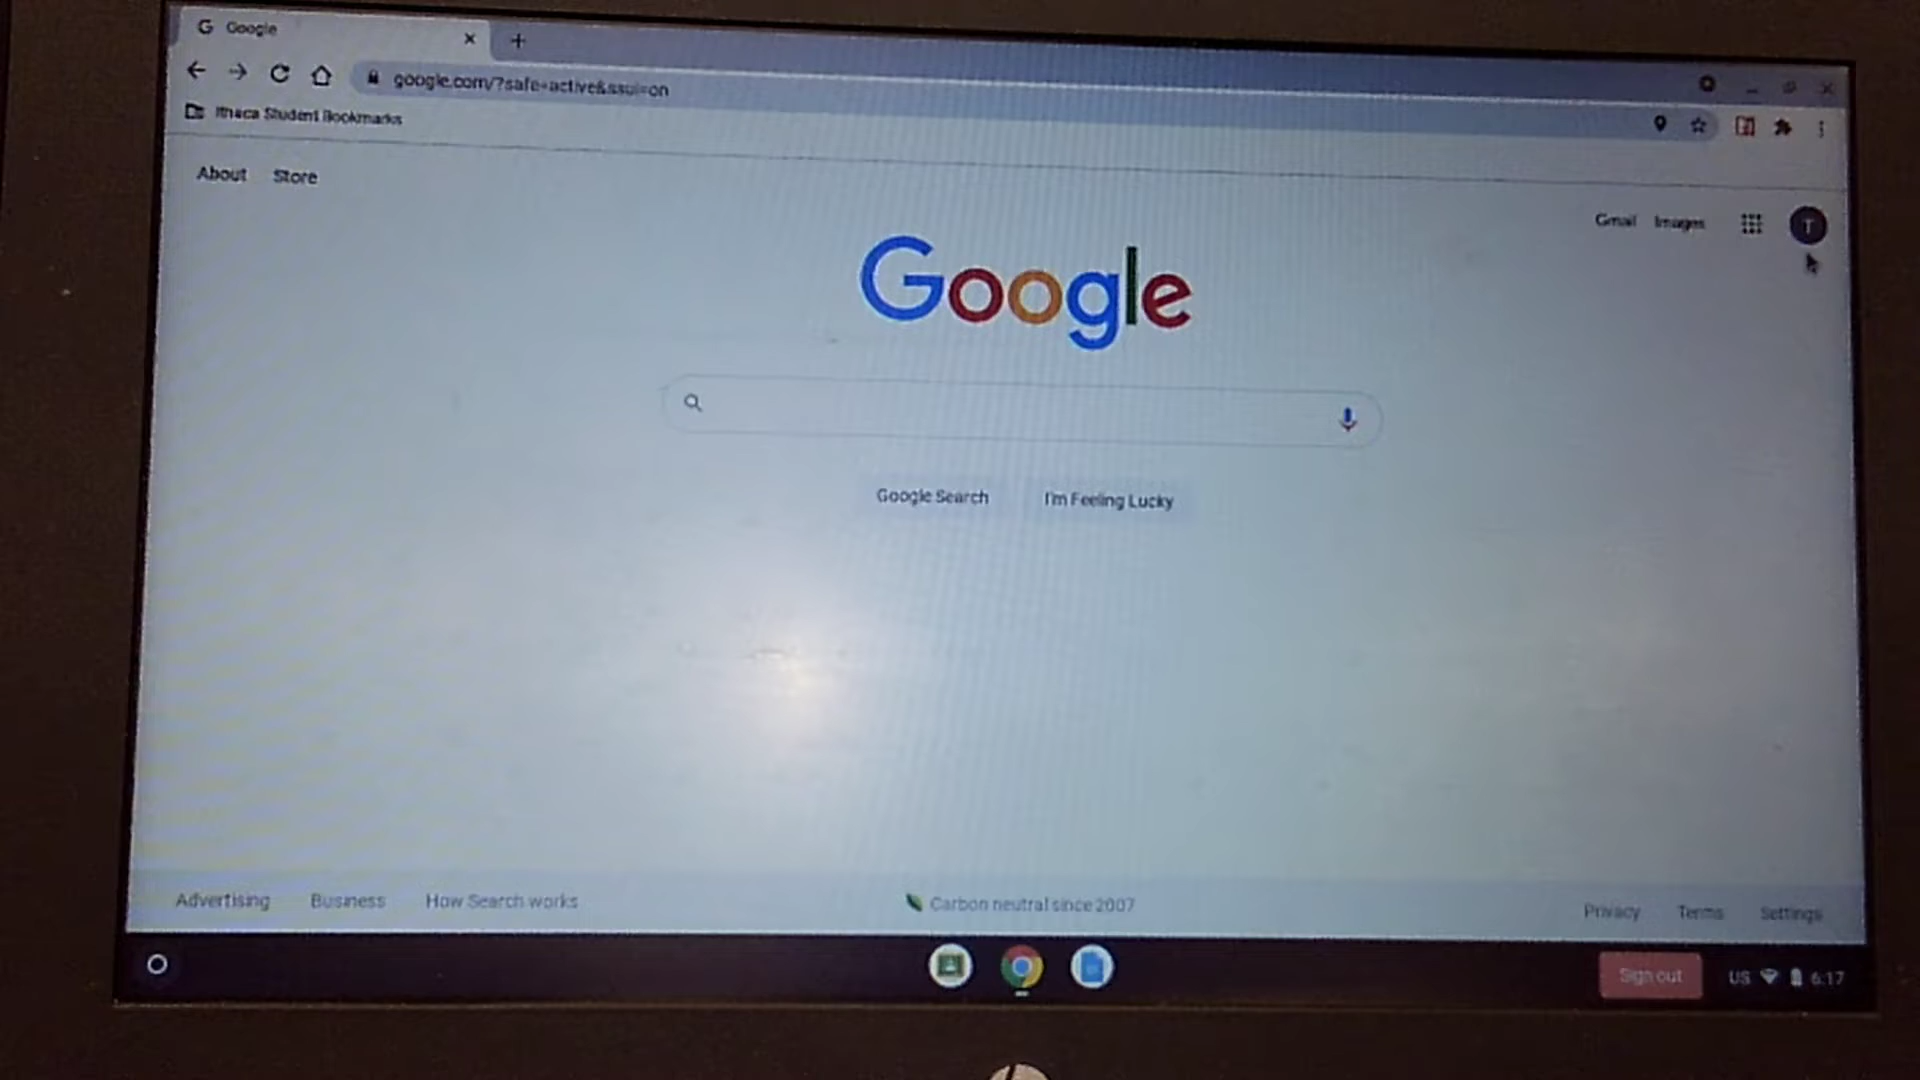 Google
google.com/?safe=active&ssui=on
Ithaca Student Bookmarks
About Store
Gmail Images
T
Google
Google Search I'm Feeling Lucky
Advertising Business How Search works Carbon neutral since 2007 Privacy Terms Settings
Sign out US 6:17